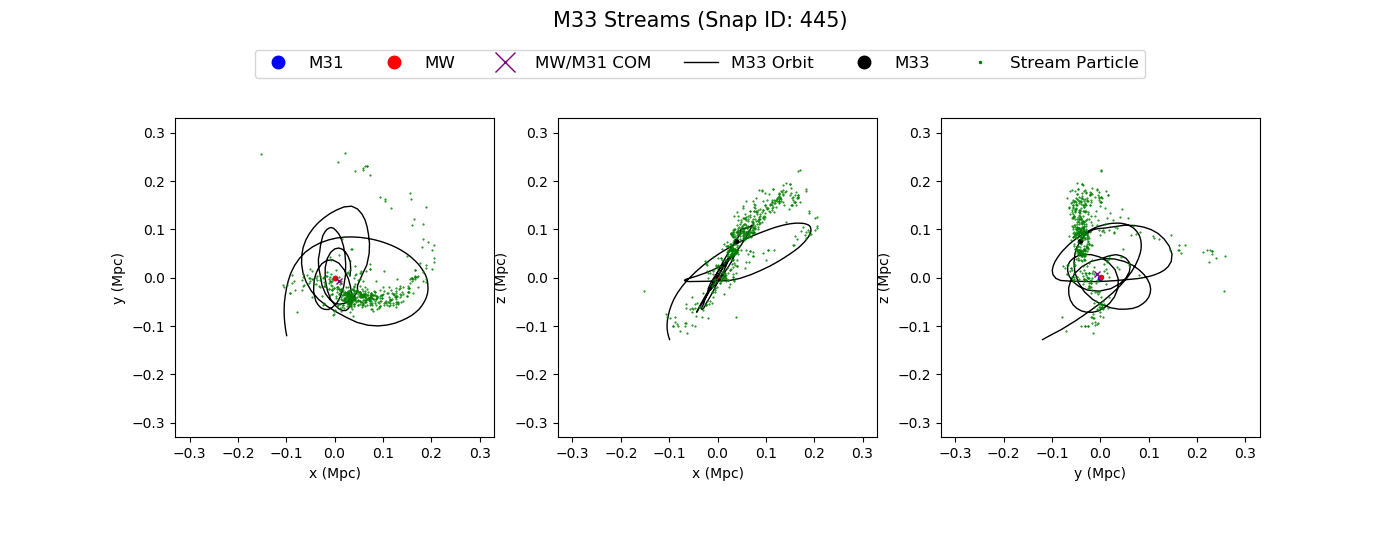 M33 Streams (Snap ID: 445)
M31 MW MW/M31 COM M33 Orbit M33 Stream Particle
0.3 0.3 0.3
0.2 0.2 0.2
0.1 0.1 0.1
y (Mpc) 0.0 z (Mpc) 0.0 z (Mpc) 0.0
−0.1 −0.1 −0.1
−0.2 −0.2 −0.2
−0.3 −0.3 −0.3
−0.3 −0.2 −0.1 0.0 0.1 0.2 0.3 −0.3 −0.2 −0.1 0.0 0.1 0.2 0.3 −0.3 −0.2 −0.1 0.0 0.1 0.2 0.3
x (Mpc) x (Mpc) y (Mpc)